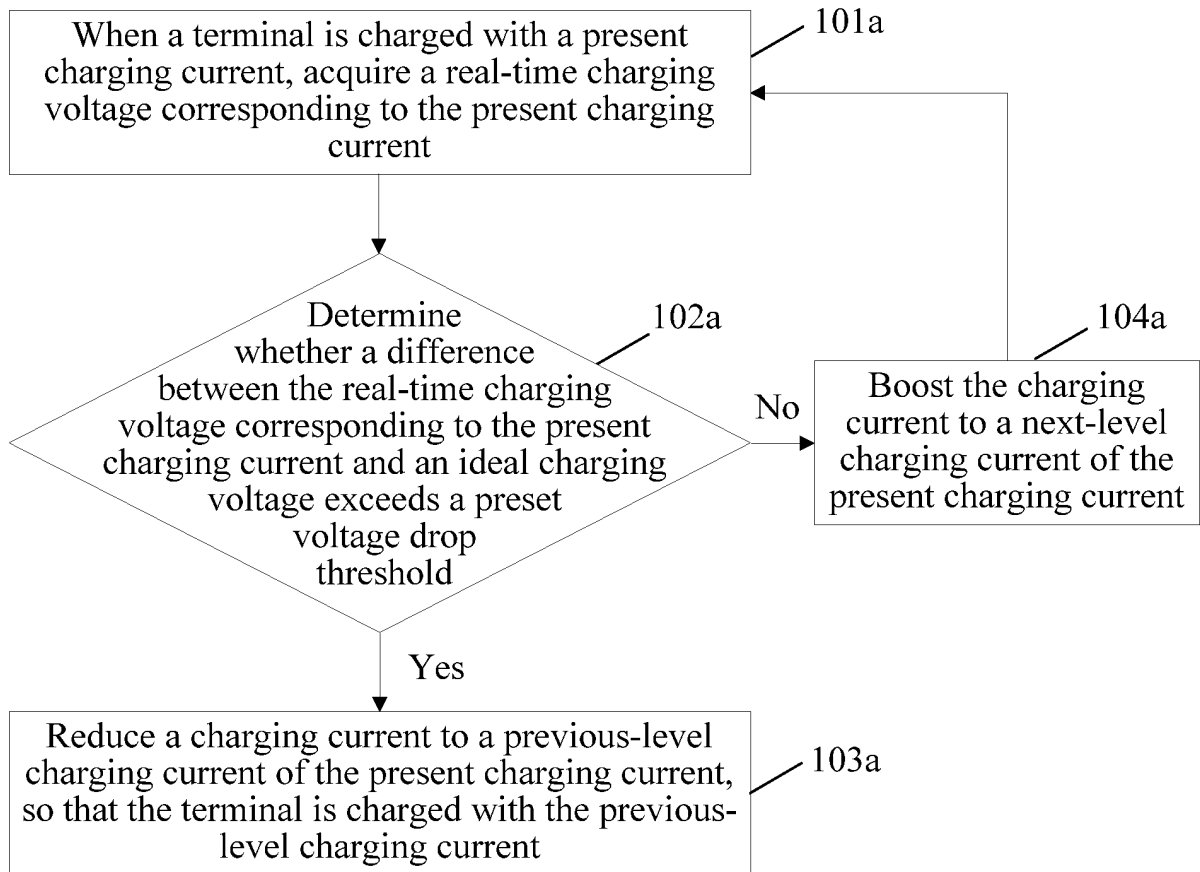 When a terminal is charged with a present
charging current, acquire a real-time charging
voltage corresponding to the present charging
current
101a
Determine
whether a difference
between the real-time charging
voltage corresponding to the present
charging current and an ideal charging
voltage exceeds a preset
voltage drop
threshold
102a
No
104a
Boost the charging
current to a next-level
charging current of the
present charging current
Yes
Reduce a charging current to a previous-level
charging current of the present charging current,
so that the terminal is charged with the previous-
level charging current
103a